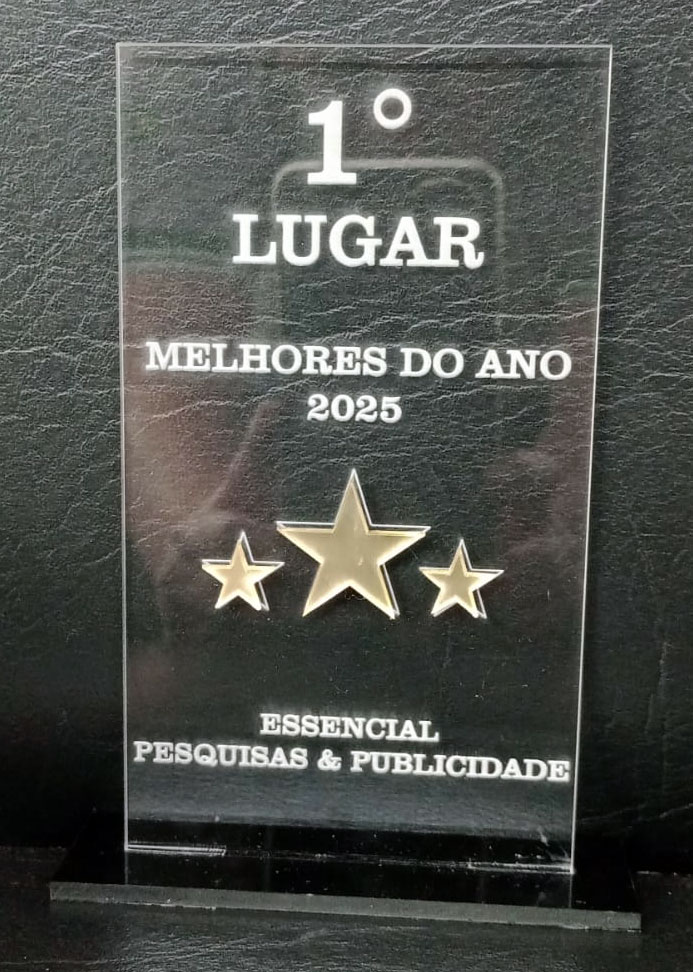 1°
LUGAR
MELHORES DO ANO
2025
ESSENCIAL
PESQUISAS & PUBLICIDADE